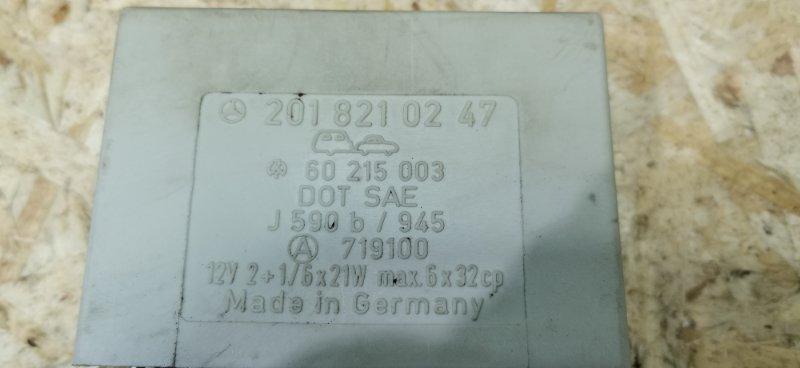 201 821 02 47
60 215 003
DOT SAE
J 590 b / 945
A 719100
12V 2+1/6x21W max.6x32cp
Made in Germany